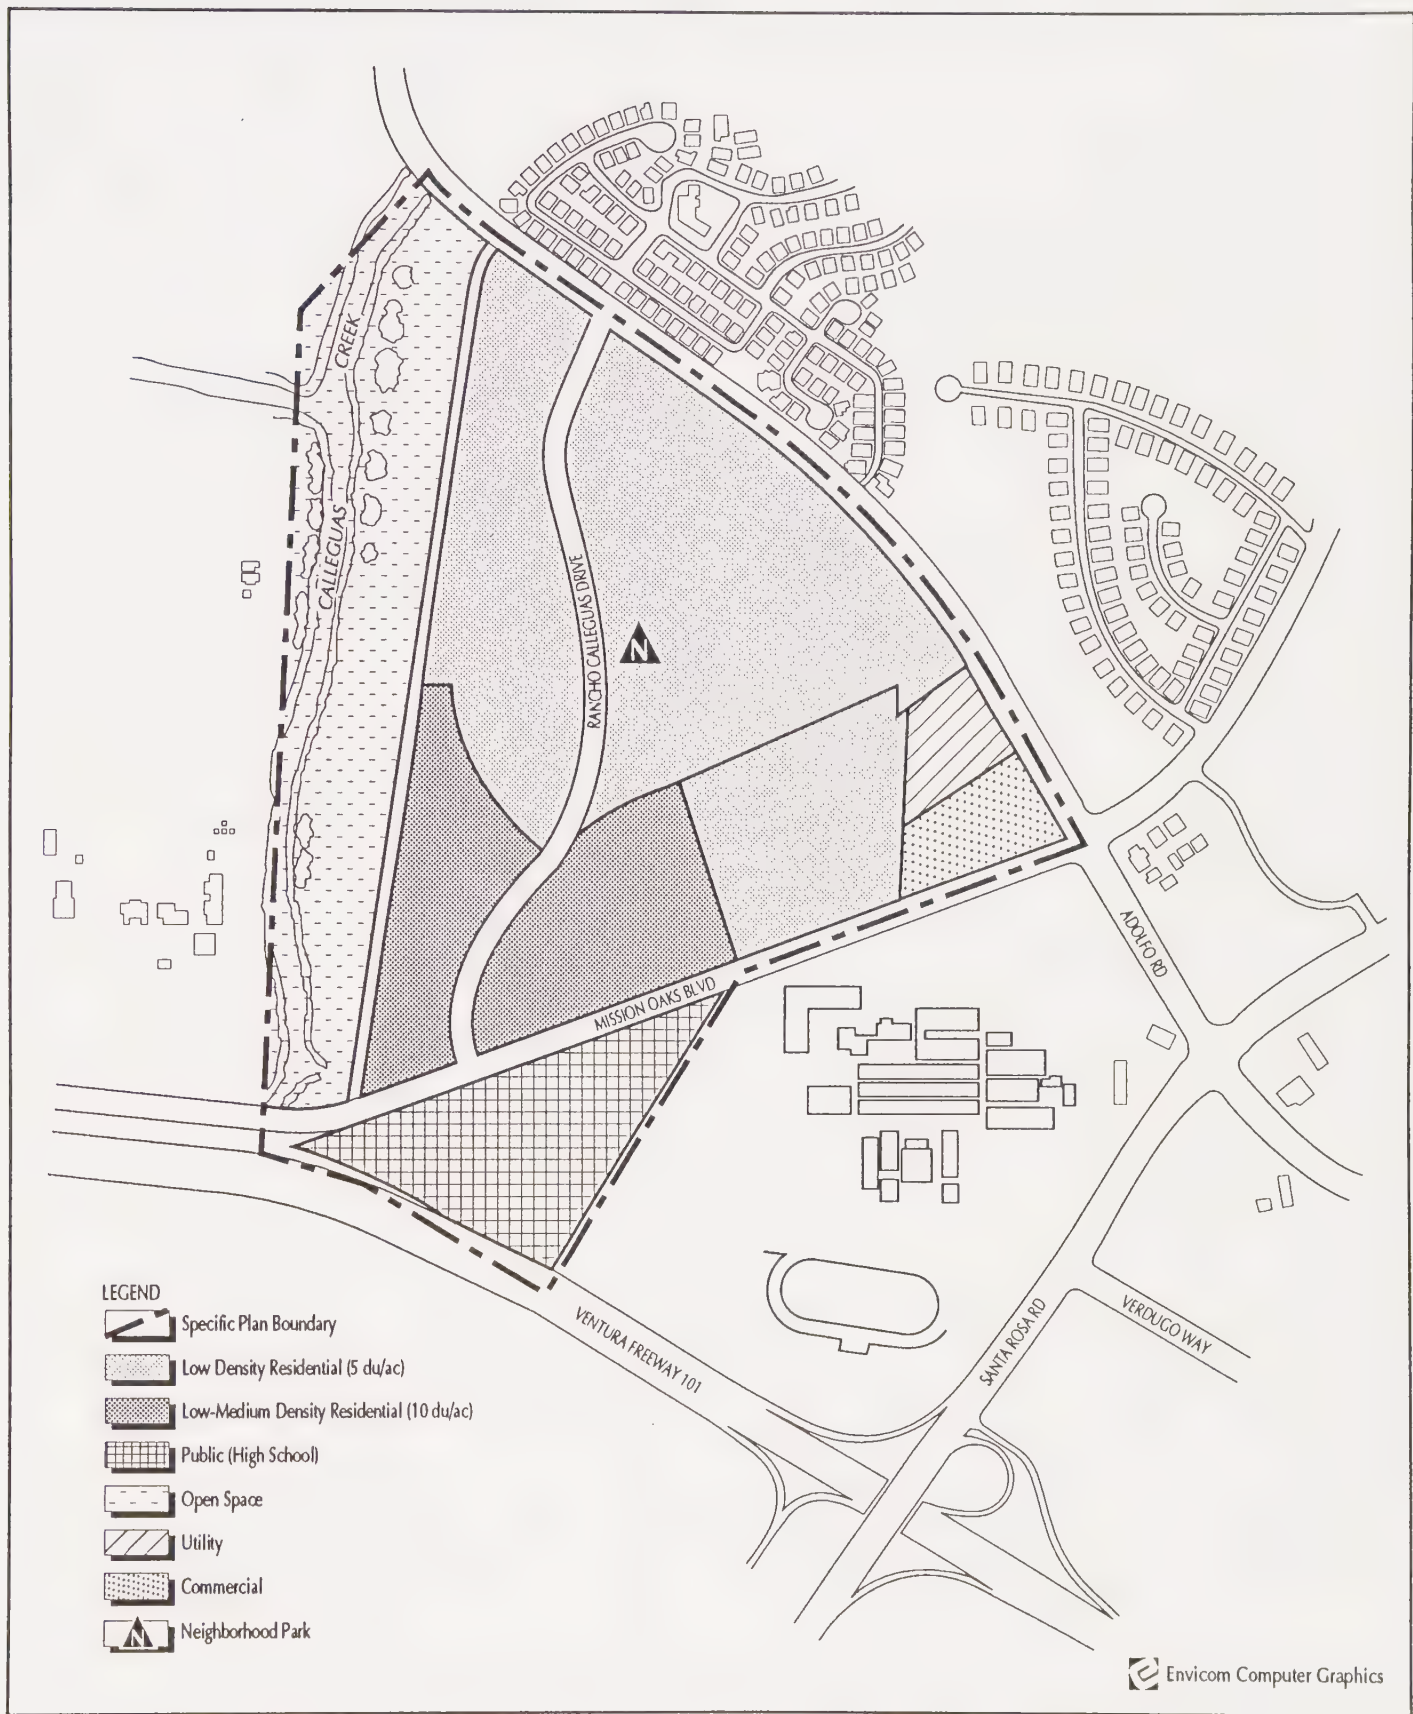 CREEK
CALLEGUAS
RANCHO CALLEGUAS DRIVE
N
MISSION OAKS BLVD
ADOLFO RD
VENTURA FREEWAY 101
SANTA ROSA RD
VERDUGO WAY
LEGEND
Specific Plan Boundary
Low Density Residential (5 du/ac)
Low-Medium Density Residential (10 du/ac)
Public (High School)
Open Space
Utility
Commercial
N Neighborhood Park
Envicom Computer Graphics